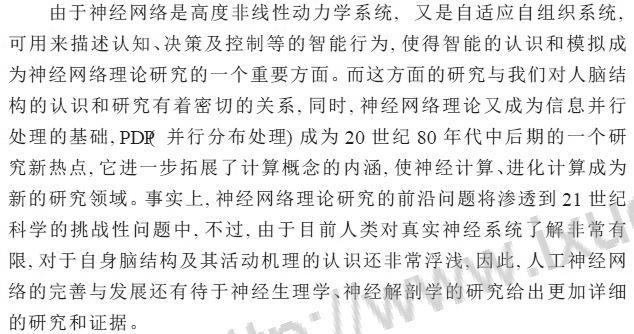 由于神经网络是高度非线性动力学系统, 又是自适应自组织系统,
可用来描述认知、决策及控制等的智能行为, 使得智能的认识和模拟成
为神经网络理论研究的一个重要方面。而这方面的研究与我们对人脑结
构的认识和研究有着密切的关系, 同时, 神经网络理论又成为信息并行
处理的基础, PDP( 并行分布处理) 成为 20 世纪 80 年代中后期的一个研
究新热点, 它进一步拓展了计算概念的内涵, 使神经计算、进化计算成为
新的研究领域。事实上, 神经网络理论研究的前沿问题将渗透到 21 世纪
科学的挑战性问题中, 不过, 由于目前人类对真实神经系统了解非常有
限, 对于自身脑结构及其活动机理的认识还非常浮浅, 因此, 人工神经网
络的完善与发展还有待于神经生理学、神经解剖学的研究给出更加详细
的研究和证据。